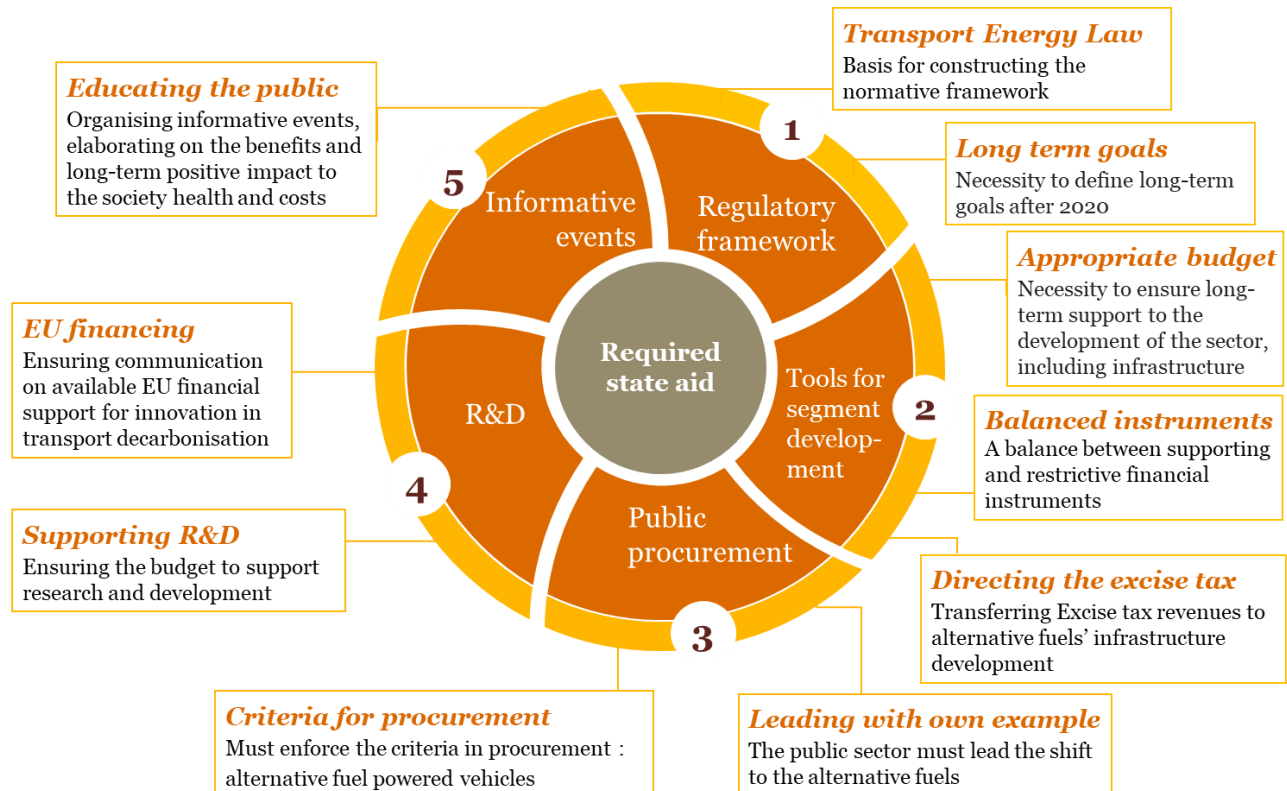 Transport Energy Law
Basis for constructing the
normative framework
Educating the public
Organising informative events,
elaborating on the benefits and
long-term positive impact to
the society health and costs
1
Long term goals
Necessity to define long-term
goals after 2020
5
Informative
events
Regulatory
framework
Appropriate budget
Necessity to ensure long-
term support to the
development of the sector,
including infrastructure
EU financing
Ensuring communication
on available EU financial
support for innovation in
transport decarbonisation
Required
state aid
R&D
Tools for
segment
develop-
ment
2
Balanced instruments
A balance between supporting
and restrictive financial
instruments
4
Supporting R&D
Ensuring the budget to support
research and development
Public
procurement
3
Directing the excise tax
Transferring Excise tax revenues to
alternative fuels' infrastructure
development
Criteria for procurement
Must enforce the criteria in procurement :
alternative fuel powered vehicles
Leading with own example
The public sector must lead the shift
to the alternative fuels